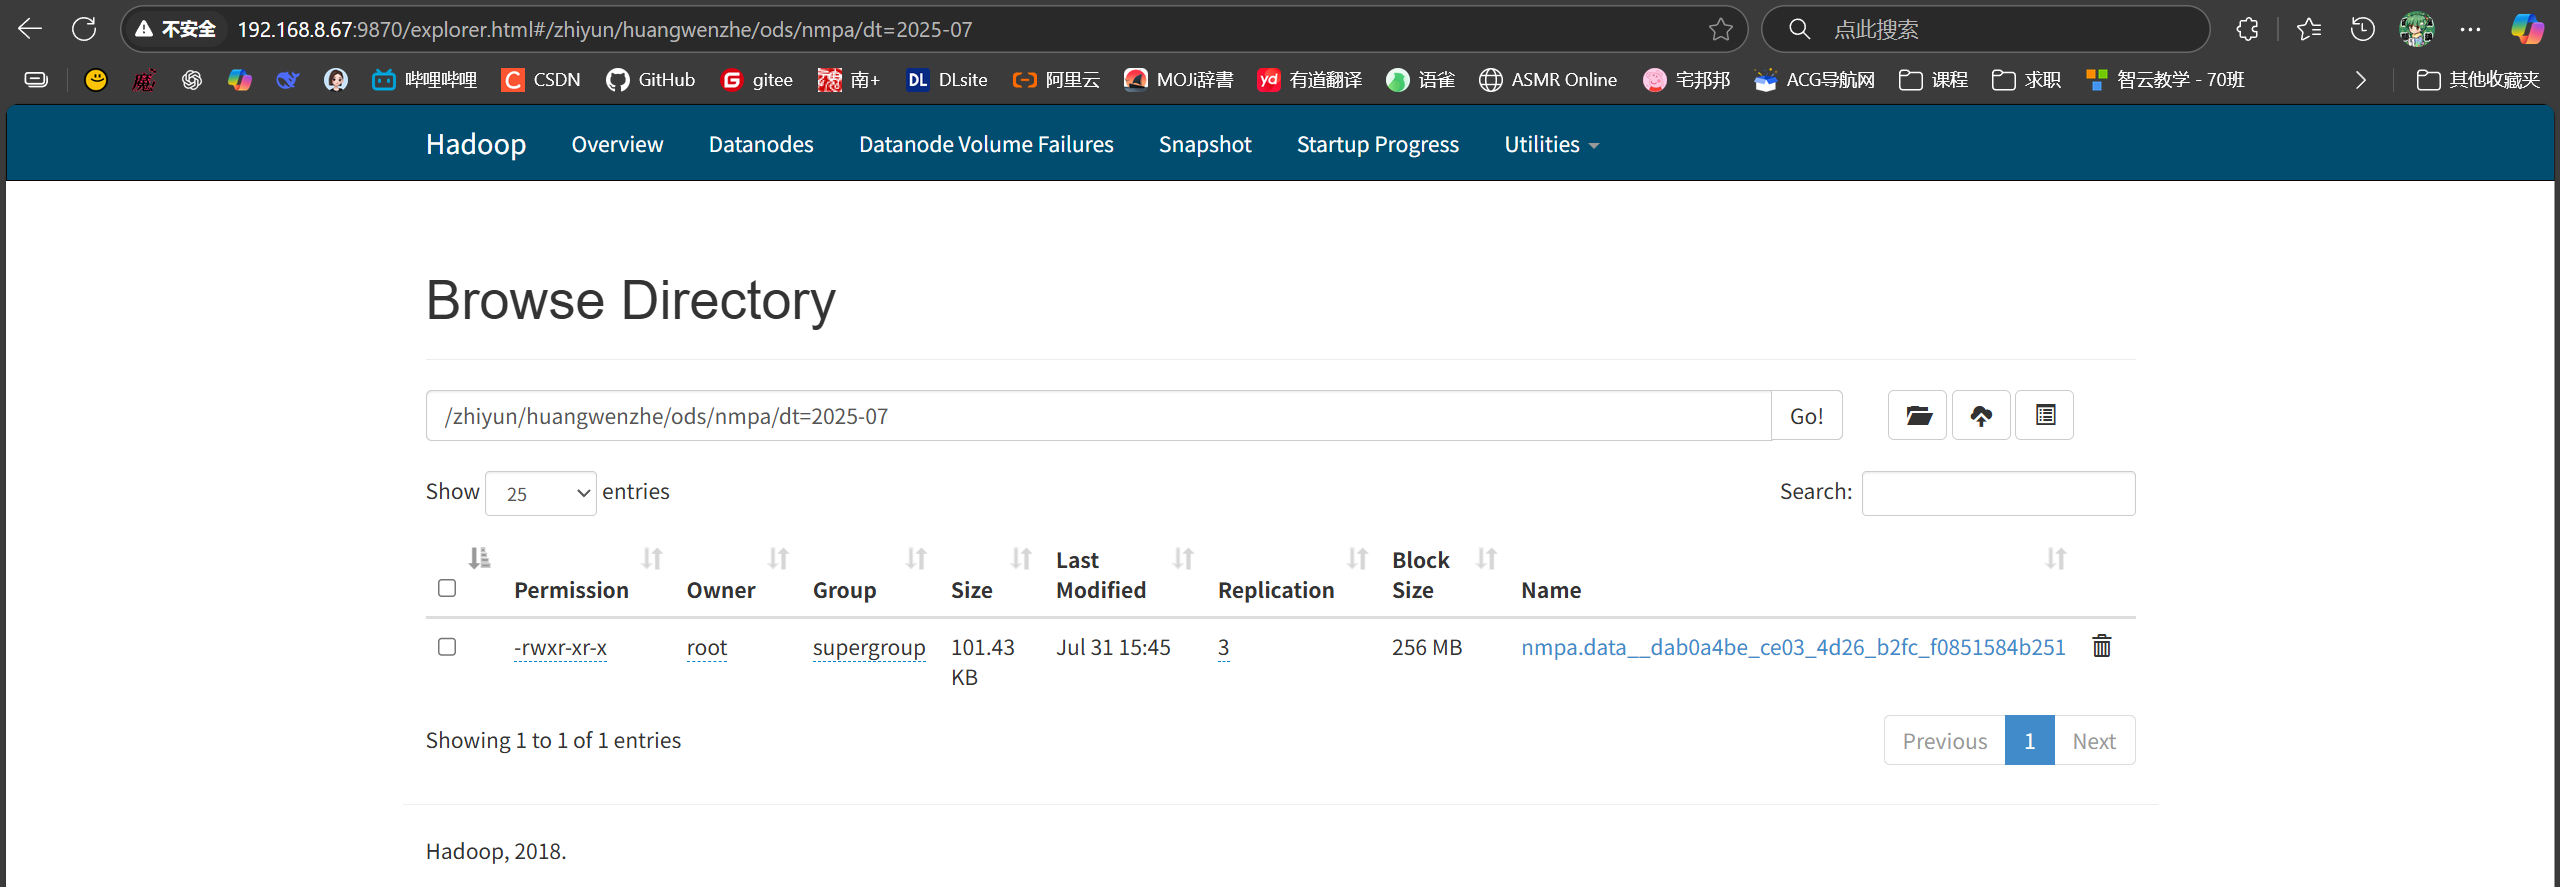 不安全 192.168.8.67:9870/explorer.html#/zhiyun/huangwenzhe/ods/nmpa/dt=2025-07 点此搜索
魔 哔哩哔哩 CSDN GitHub gitee 南+ DL DLsite 阿里云 MOJi辞書 yd 有道翻译 语雀 ASMR Online 宅邦邦 ACG导航网 课程 求职 智云教学 - 70班 其他收藏夹
Hadoop Overview Datanodes Datanode Volume Failures Snapshot Startup Progress Utilities
Browse Directory
/zhiyun/huangwenzhe/ods/nmpa/dt=2025-07 Go!
Show 25 entries Search:
Permission Owner Group Size Last Modified Replication Block Size Name
-rwxr-xr-x root supergroup 101.43 KB Jul 31 15:45 3 256 MB nmpa.data__dab0a4be_ce03_4d26_b2fc_f0851584b251
Showing 1 to 1 of 1 entries Previous 1 Next
Hadoop, 2018.